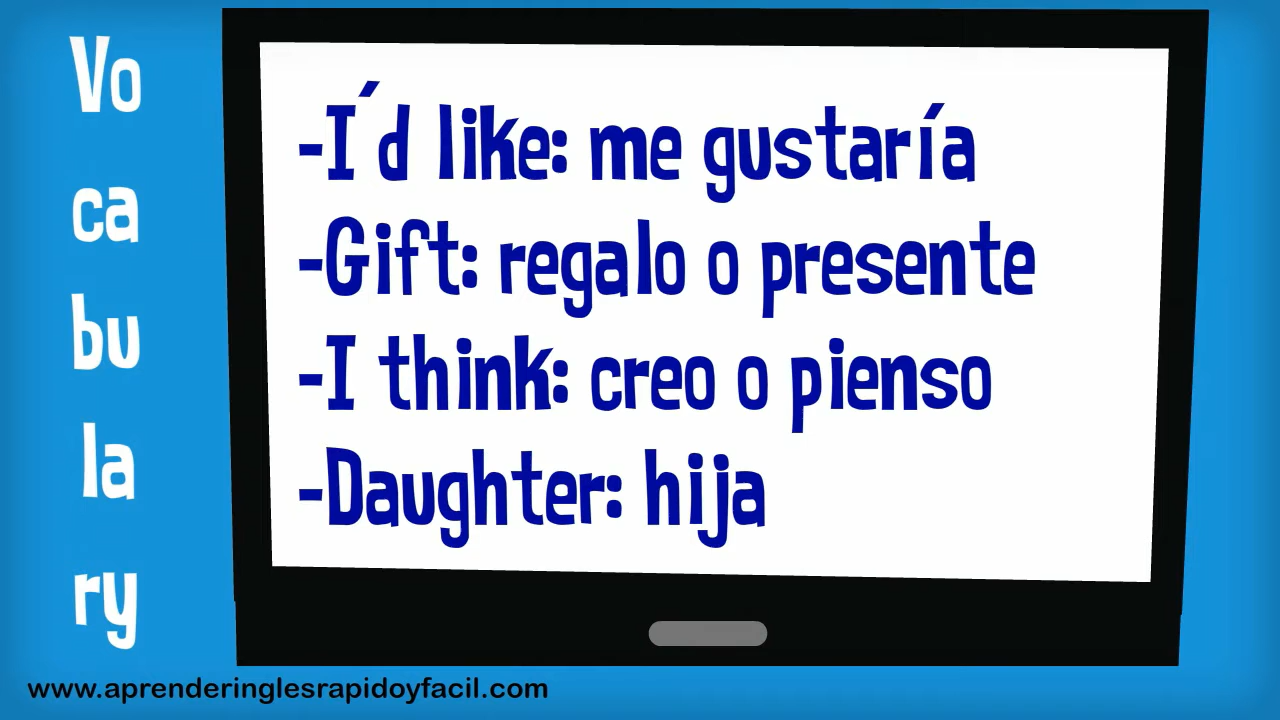 Vo
ca
bu
la
ry
-I´d like: me gustaría
-Gift: regalo o presente
-I think: creo o pienso
-Daughter: hija
www.aprenderinglesrapidoyfacil.com